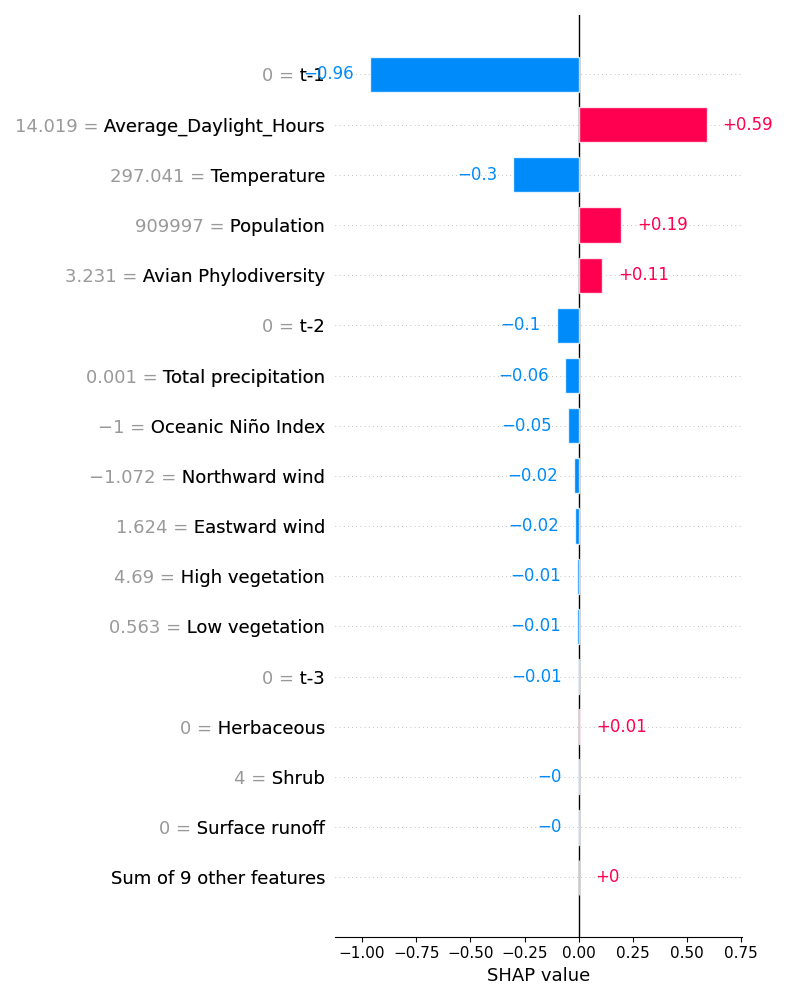 0 = t-1 −0.96
14.019 = Average_Daylight_Hours +0.59
297.041 = Temperature −0.3
909997 = Population +0.19
3.231 = Avian Phylodiversity +0.11
0 = t-2 −0.1
0.001 = Total precipitation −0.06
−1 = Oceanic Niño Index −0.05
−1.072 = Northward wind −0.02
1.624 = Eastward wind −0.02
4.69 = High vegetation −0.01
0.563 = Low vegetation −0.01
0 = t-3 −0.01
0 = Herbaceous +0.01
4 = Shrub −0
0 = Surface runoff −0
Sum of 9 other features +0
−1.00 −0.75 −0.50 −0.25 0.00 0.25 0.50 0.75
SHAP value